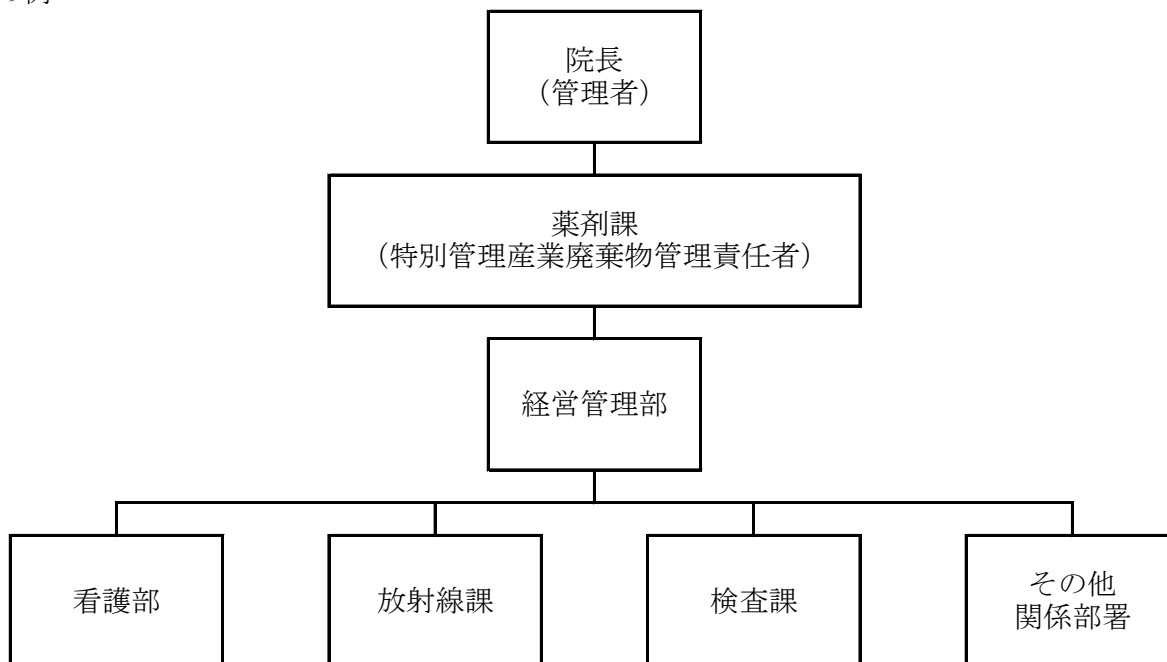 院長
（管理者）
薬剤課
（特別管理産業廃棄物管理責任者）
経営管理部
看護部
放射線課
検査課
その他
関係部署